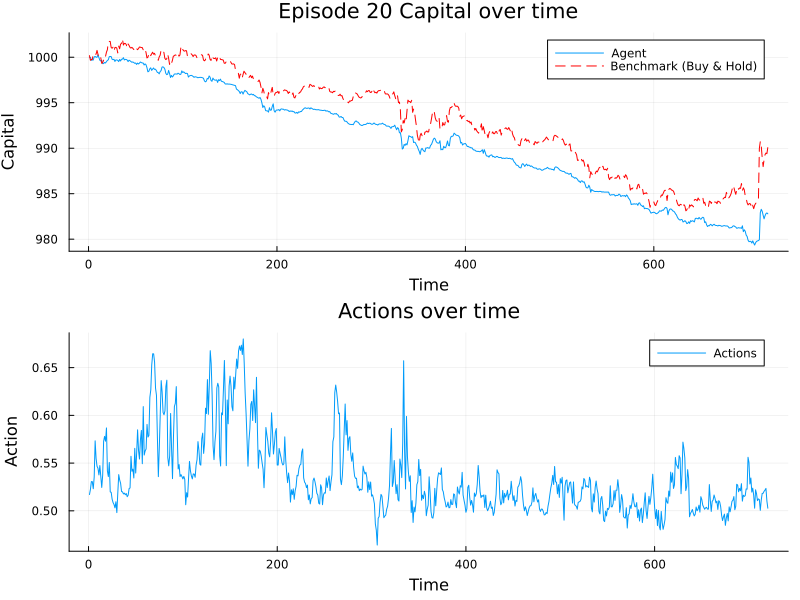 Episode 20 Capital over time
Capital
1000
995
990
985
980
Agent
Benchmark (Buy & Hold)
0
200
400
600
Time
Actions over time
Action
0.65
0.60
0.55
0.50
Actions
0
200
400
600
Time